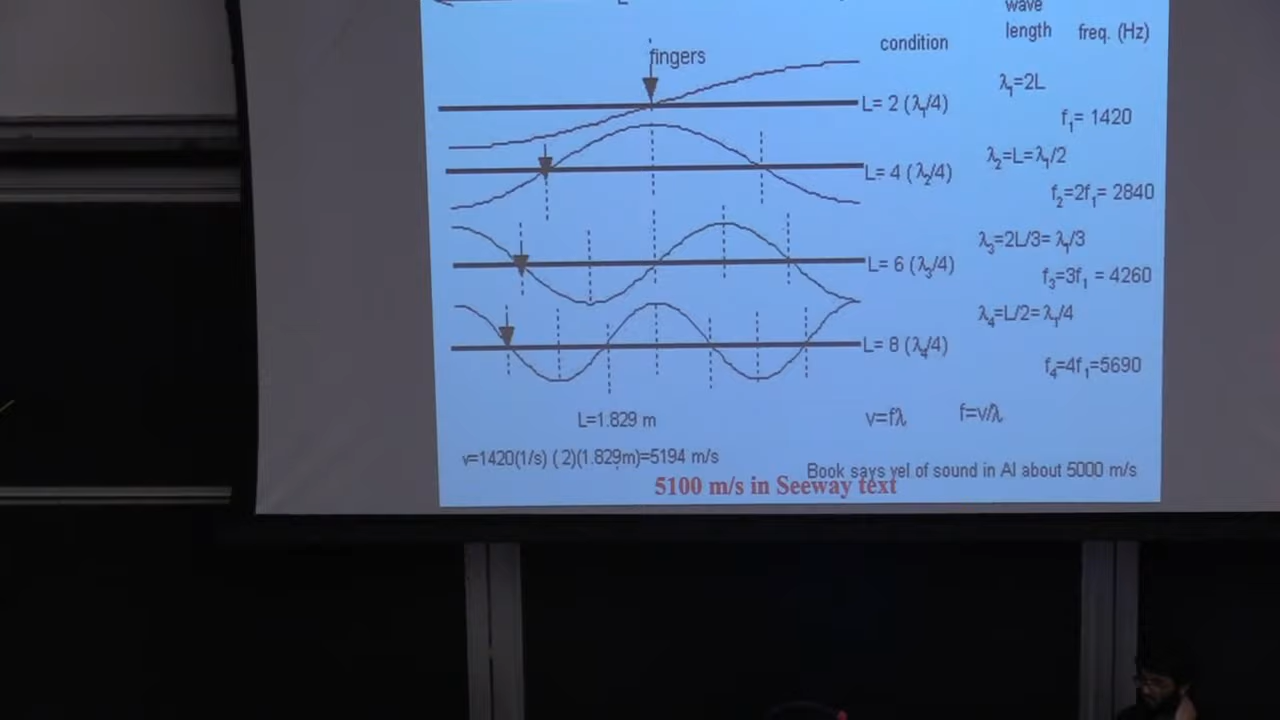 L
wave
length freq. (Hz)
condition
fingers
λ₁=2L
L= 2 (λ₁/4)
f₁= 1420
λ₂=L=λ₁/2
L= 4 (λ₂/4)
f₂=2f₁= 2840
λ₃=2L/3= λ₁/3
L= 6 (λ₃/4)
f₃=3f₁ = 4260
λ₄=L/2= λ₁/4
L= 8 (λ₄/4)
f₄=4f₁=5690
L=1.829 m
v=fλ f=v/λ
v=1420(1/s) ( 2)(1.829m)=5194 m/s
Book says vel of sound in Al about 5000 m/s
5100 m/s in Seeway text